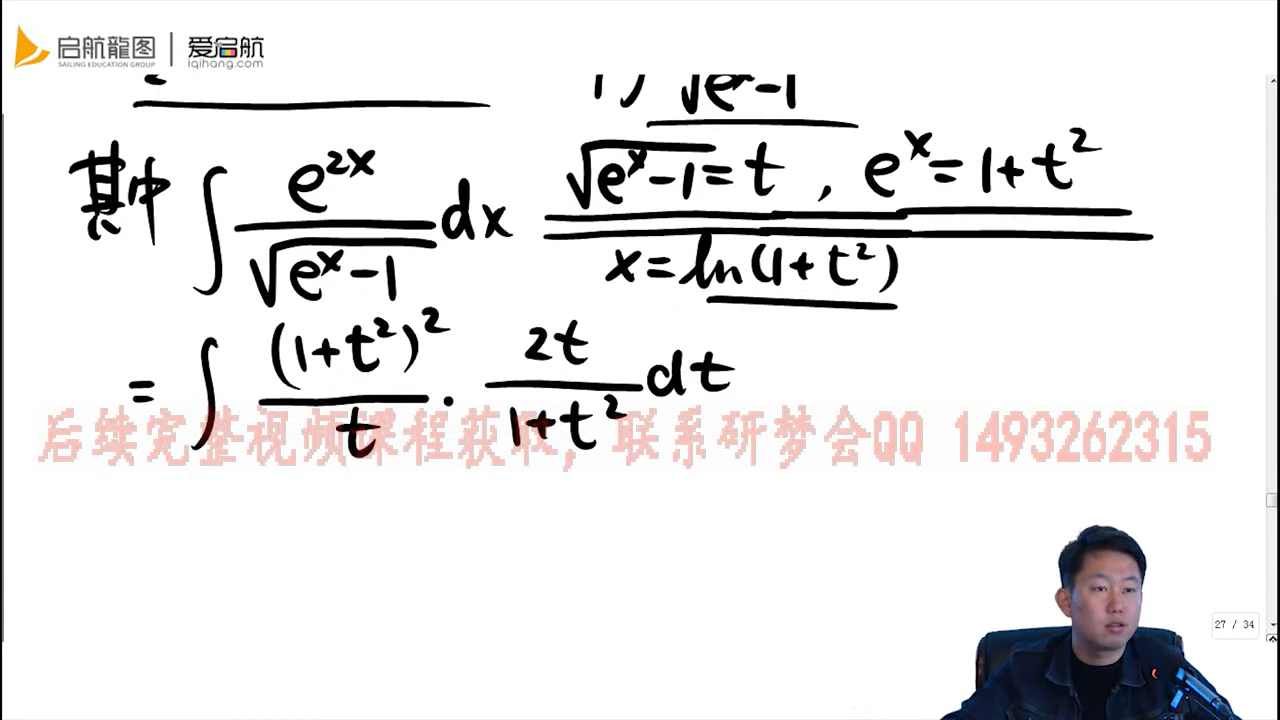 启航龍图 爱启航
SAILING EDUCATION GROUP iqihang.com
√(e^x-1)
其中 ∫ e^{2x}/√(e^x-1) dx √(e^x-1)=t , e^x=1+t^2
x=ln(1+t^2)
= ∫ (1+t^2)^2/t · 2t/(1+t^2) dt
后续完整视频课程获取，联系研梦会QQ 1493262315
27 / 34